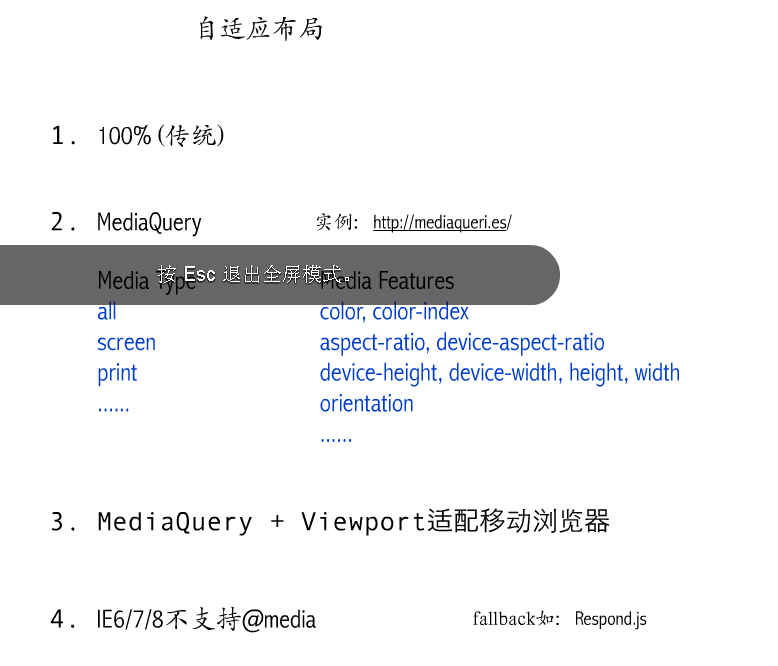 自适应布局
1. 100% (传统)
2. MediaQuery 实例: http://mediaqueri.es/
按 Esc 退出全屏模式。
Media Type Media Features
all color, color-index
screen aspect-ratio, device-aspect-ratio
print device-height, device-width, height, width
...... orientation
......
3. MediaQuery + Viewport适配移动浏览器
4. IE6/7/8不支持@media fallback如: Respond.js